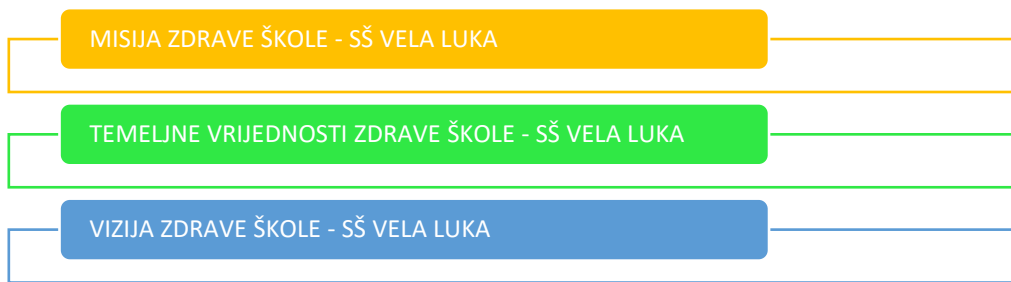 MISIJA ZDRAVE ŠKOLE - SŠ VELA LUKA
TEMELJNE VRIJEDNOSTI ZDRAVE ŠKOLE - SŠ VELA LUKA
VIZIJA ZDRAVE ŠKOLE - SŠ VELA LUKA